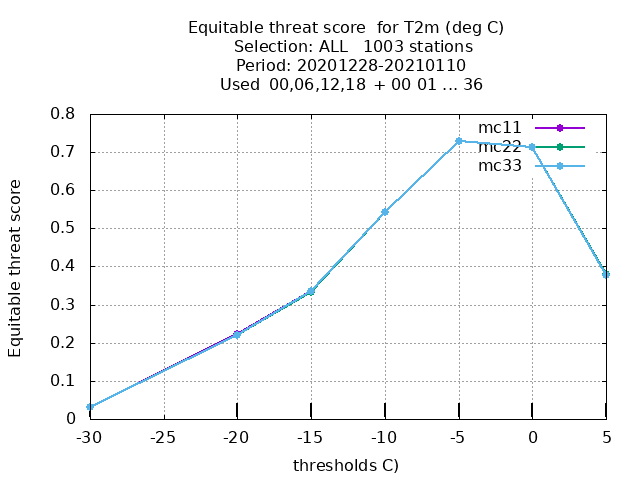 Equitable threat score  for T2m (deg C)
Selection: ALL   1003 stations
Period: 20201228-20210110
Used  00,06,12,18  + 00 01 ... 36
mc11
mc22
mc33
Equitable threat score
0.8
0.7
0.6
0.5
0.4
0.3
0.2
0.1
0
-30 -25 -20 -15 -10 -5 0 5
thresholds C)